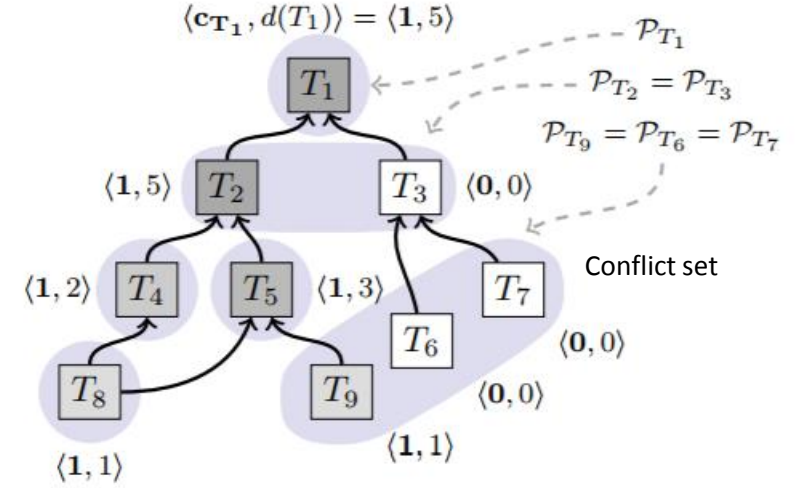 ⟨𝐜_𝐓₁, d(T₁)⟩ = ⟨𝟏, 5⟩
𝒫_T₁
T₁
𝒫_T₂ = 𝒫_T₃
𝒫_T₉ = 𝒫_T₆ = 𝒫_T₇
⟨𝟏, 5⟩ T₂ T₃ ⟨𝟎, 0⟩
Conflict set
⟨𝟏, 2⟩ T₄ T₅ ⟨𝟏, 3⟩ T₇
T₆ ⟨𝟎, 0⟩
T₈ T₉ ⟨𝟎, 0⟩
⟨𝟏, 1⟩
⟨𝟏, 1⟩